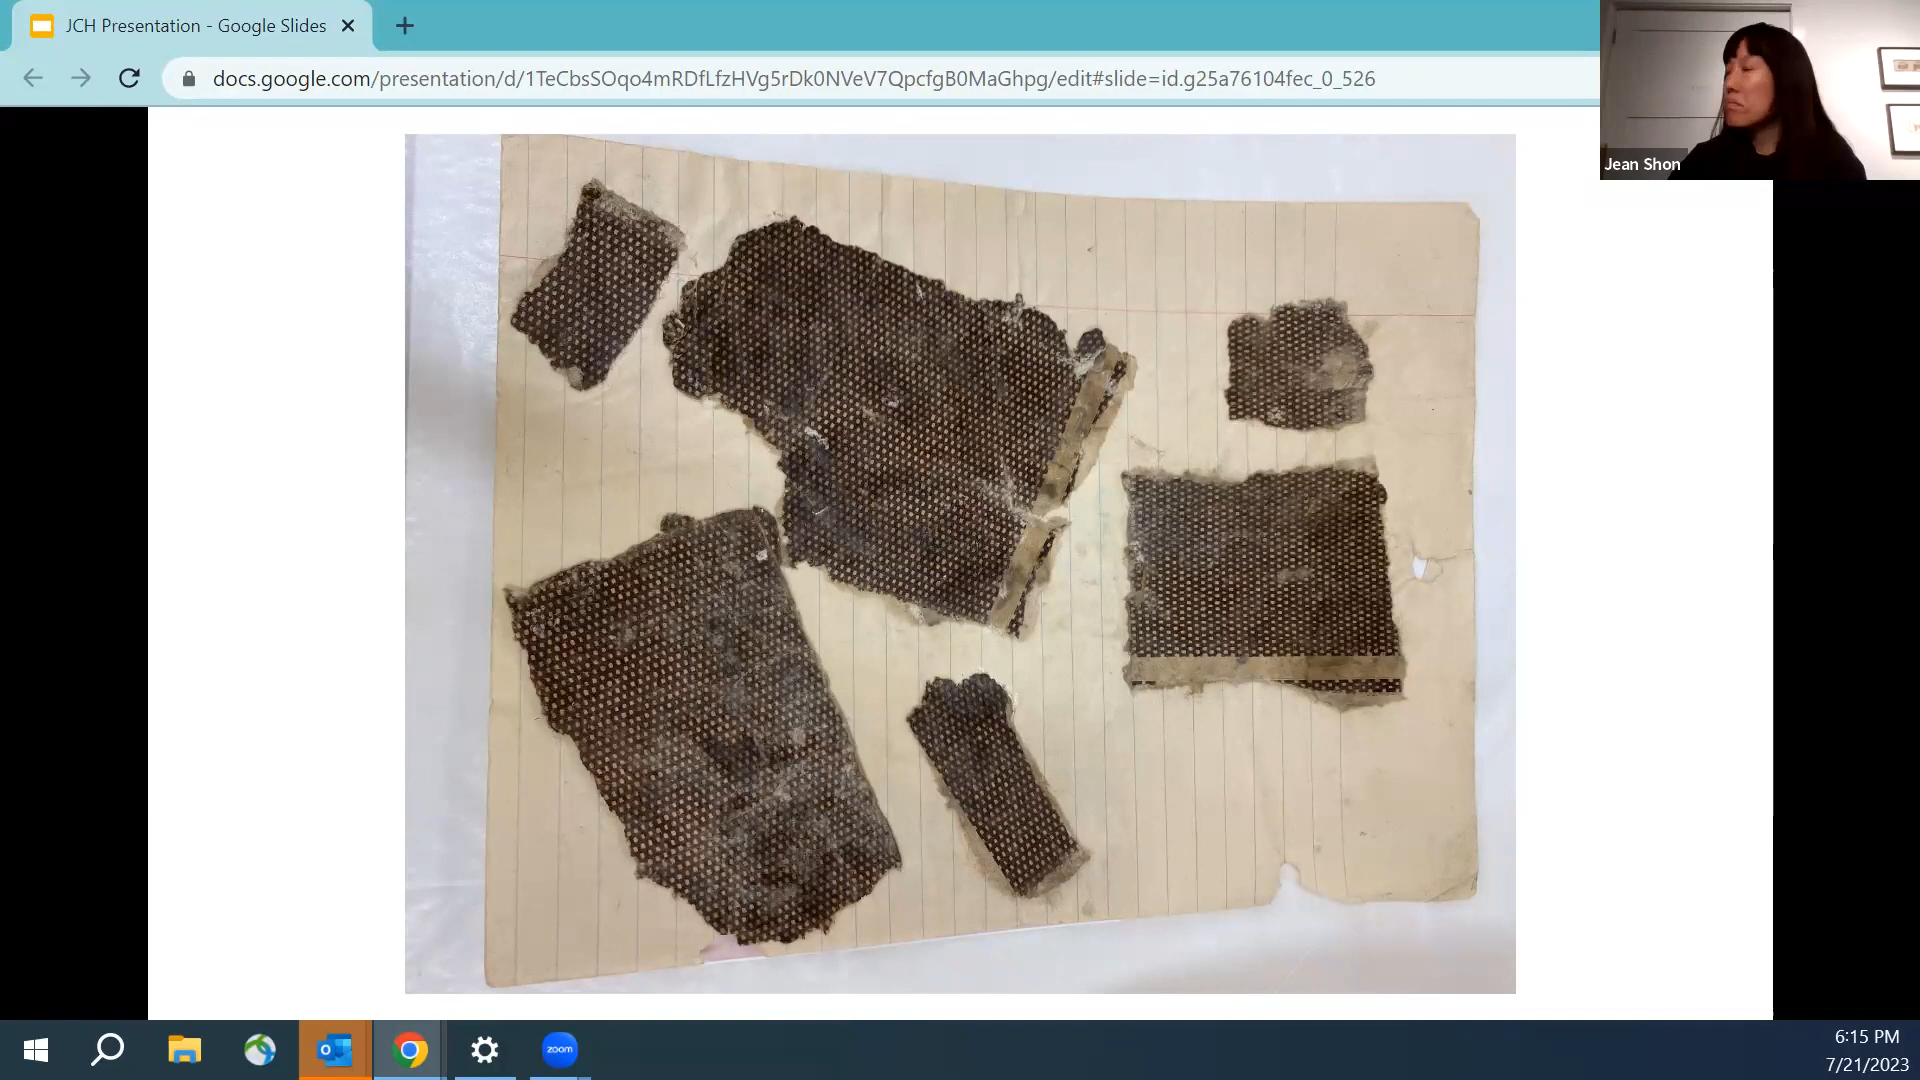 JCH Presentation - Google Slides
docs.google.com/presentation/d/1TeCbsSOqo4mRDfLfzHVg5rDk0NVeV7QpcfgB0MaGhpg/edit#slide=id.g25a76104fec_0_526
Jean Shon
zoom
6:15 PM
7/21/2023